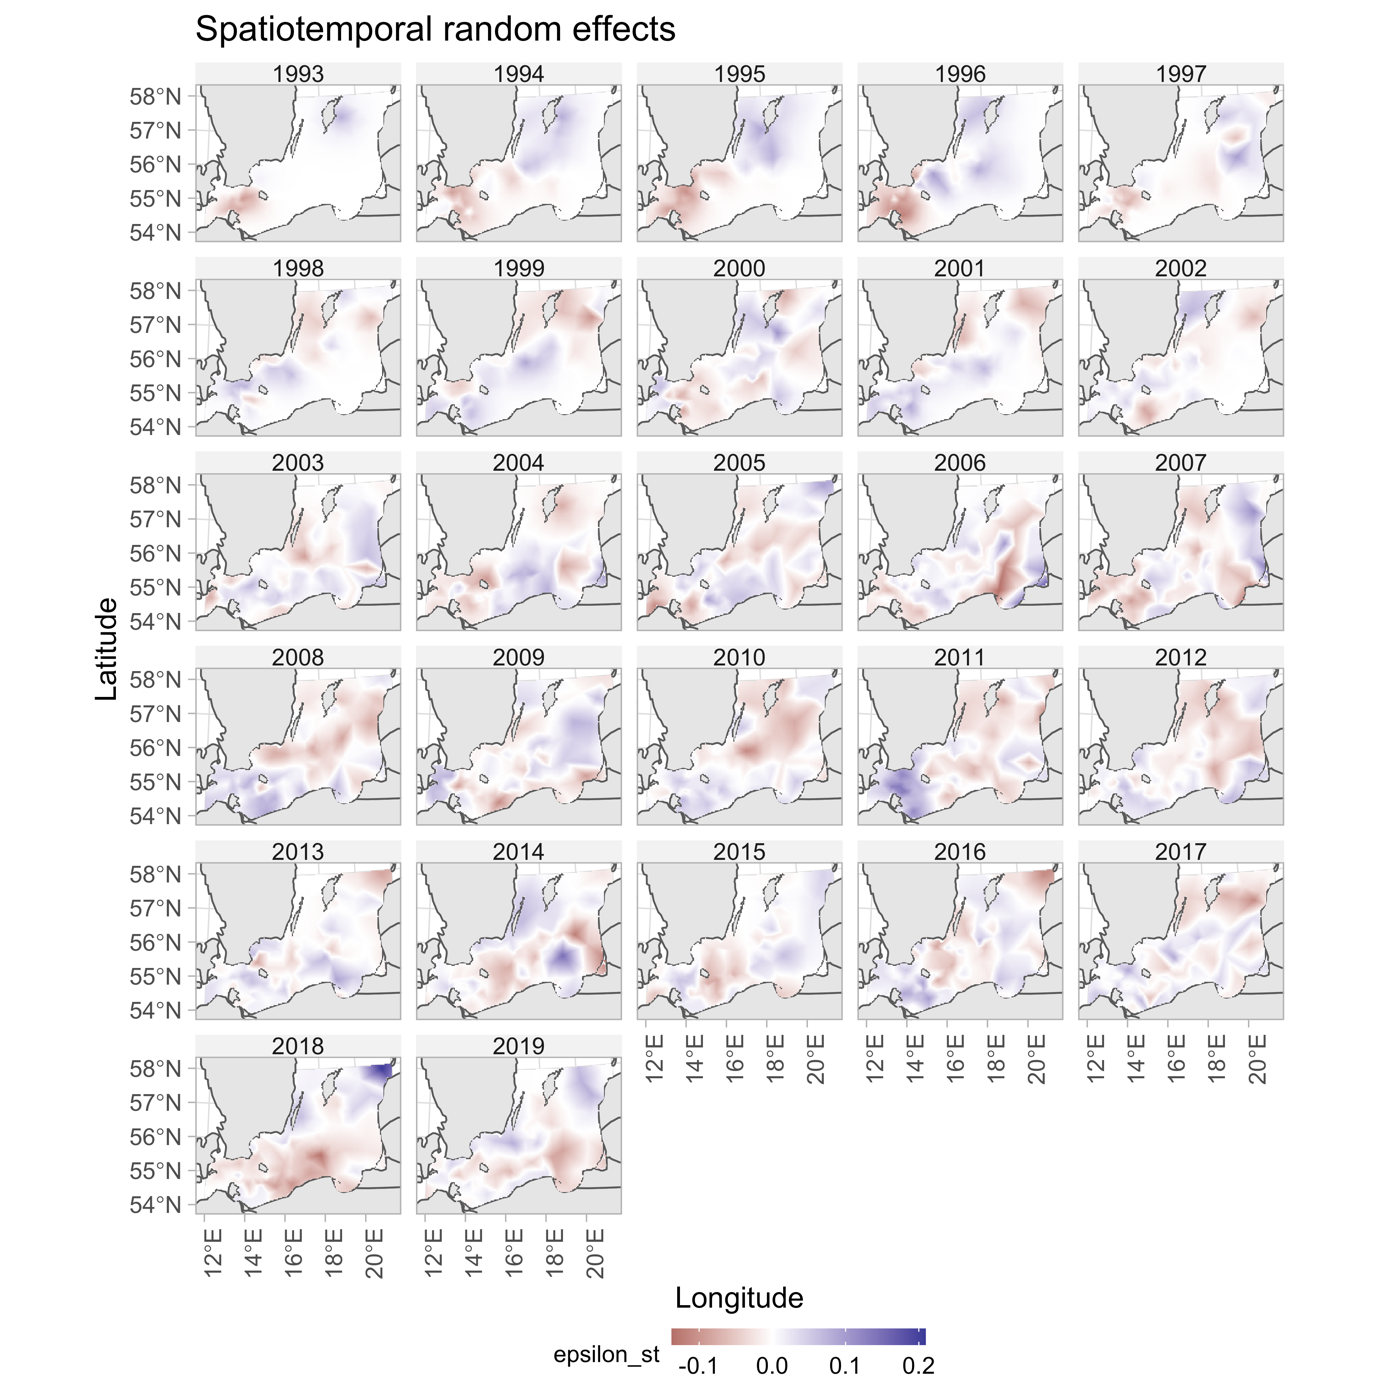 Spatiotemporal random effects
1993 1994 1995 1996 1997
58°N
57°N
56°N
55°N
54°N
1998 1999 2000 2001 2002
58°N
57°N
56°N
55°N
54°N
2003 2004 2005 2006 2007
58°N
57°N
56°N
55°N
54°N
Latitude
2008 2009 2010 2011 2012
58°N
57°N
56°N
55°N
54°N
2013 2014 2015 2016 2017
58°N
57°N
56°N
55°N
54°N
12°E 14°E 16°E 18°E 20°E 12°E 14°E 16°E 18°E 20°E 12°E 14°E 16°E 18°E 20°E
2018 2019
58°N
57°N
56°N
55°N
54°N
12°E 14°E 16°E 18°E 20°E 12°E 14°E 16°E 18°E 20°E
Longitude
epsilon_st
-0.1 0.0 0.1 0.2